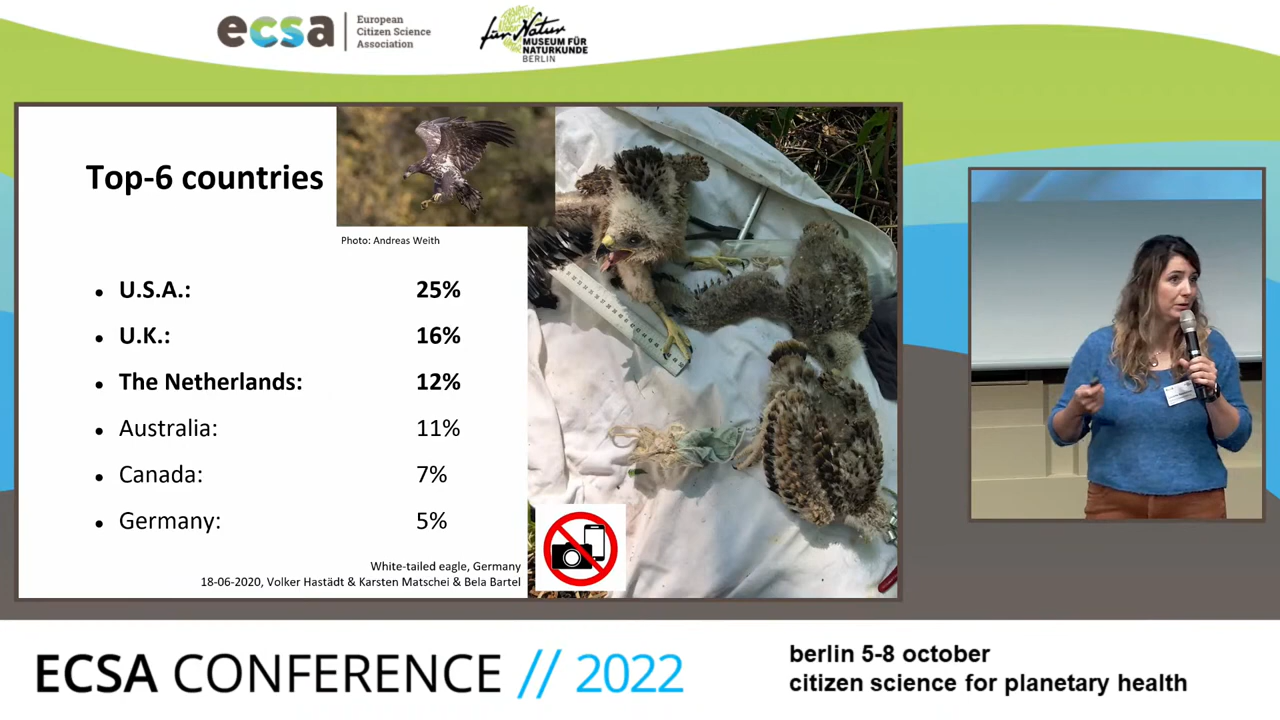 ecsa
European
Citizen Science
Association
für Natur
MUSEUM FÜR
NATURKUNDE
BERLIN
Top-6 countries
Photo: Andreas Weith
U.S.A.: 25%
U.K.: 16%
The Netherlands: 12%
Australia: 11%
Canada: 7%
Germany: 5%
White-tailed eagle, Germany
18-06-2020, Volker Hastädt & Karsten Matschei & Bela Bartel
ECSA CONFERENCE // 2022
berlin 5-8 october
citizen science for planetary health